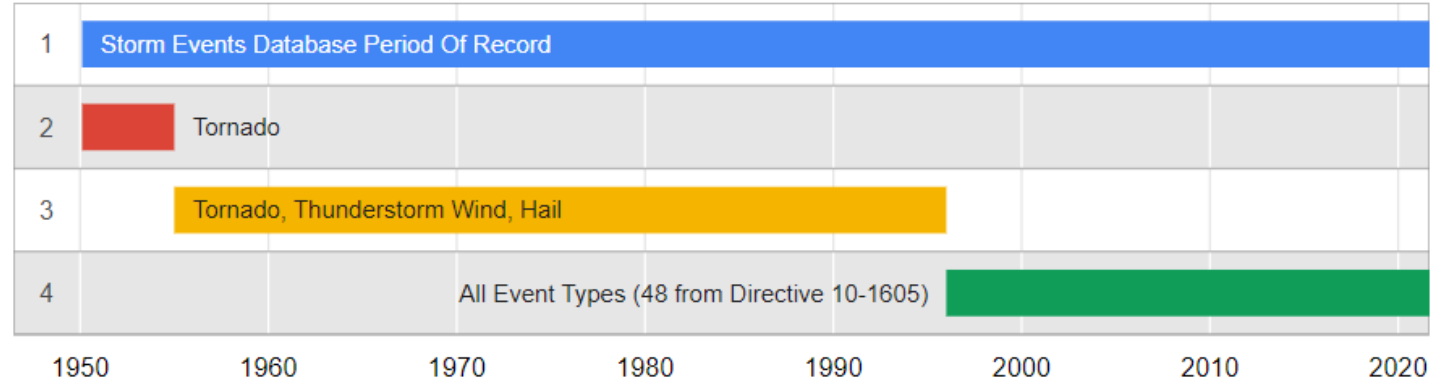 1 Storm Events Database Period Of Record
2 Tornado
3 Tornado, Thunderstorm Wind, Hail
4 All Event Types (48 from Directive 10-1605)
1950 1960 1970 1980 1990 2000 2010 2020